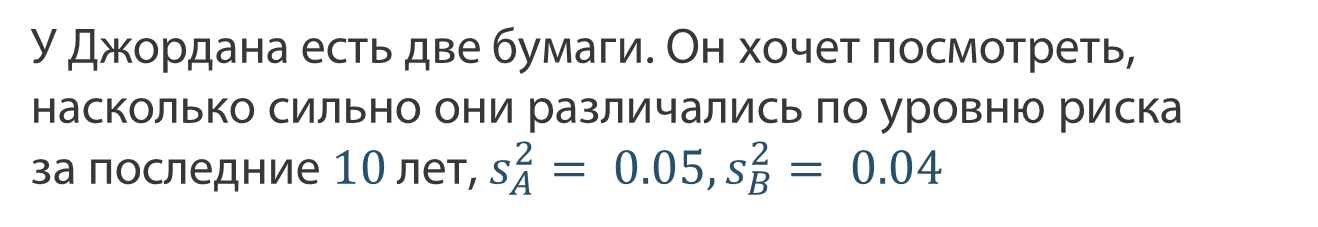 У Джордана есть две бумаги. Он хочет посмотреть,
насколько сильно они различались по уровню риска
за последние 10 лет, $s_A^2 = 0.05, s_B^2 = 0.04$